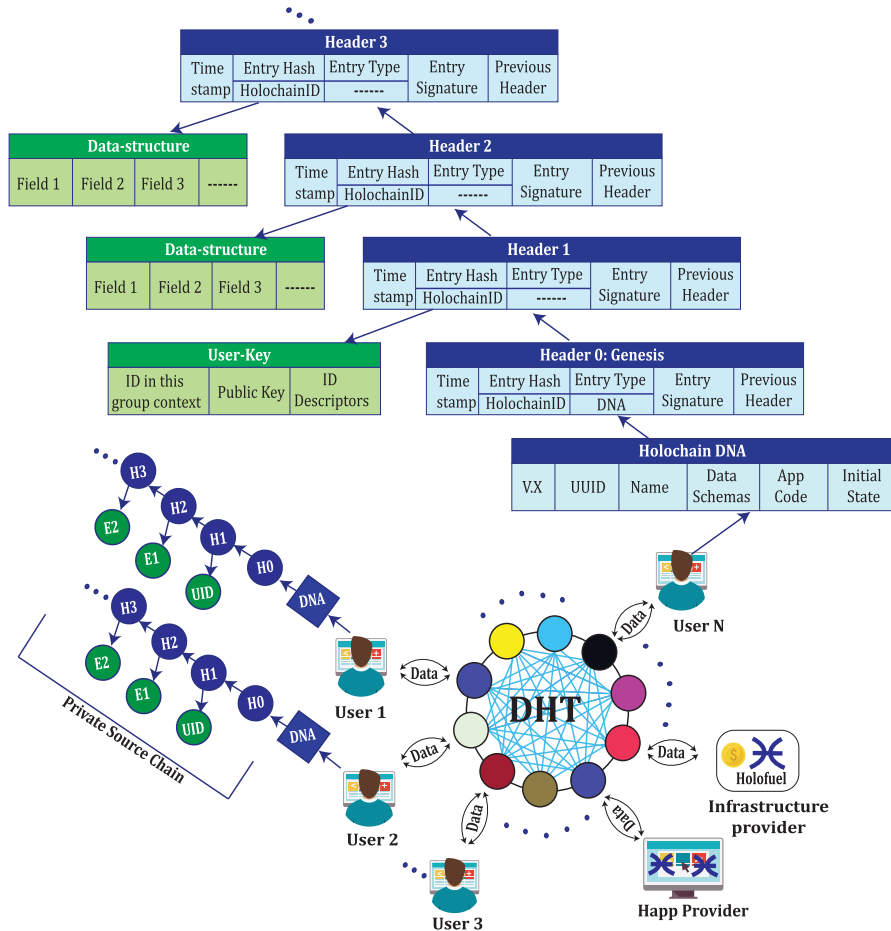 Header 3
Time stamp
Entry Hash
HolochainID
Entry Type
------
Entry Signature
Previous Header
Data-structure
Field 1
Field 2
Field 3
------
Header 2
Time stamp
Entry Hash
HolochainID
Entry Type
------
Entry Signature
Previous Header
Data-structure
Field 1
Field 2
Field 3
------
Header 1
Time stamp
Entry Hash
HolochainID
Entry Type
------
Entry Signature
Previous Header
User-Key
ID in this group context
Public Key
ID Descriptors
Header 0: Genesis
Time stamp
Entry Hash
HolochainID
Entry Type
DNA
Entry Signature
Previous Header
Holochain DNA
V.X
UUID
Name
Data Schemas
App Code
Initial State
H3
H2
H1
H0
E2
E1
UID
DNA
H3
H2
H1
H0
E2
E1
UID
DNA
Private Source Chain
User 1
User 2
User 3
User N
Data
Data
Data
Data
Data
Data
DHT
$
Holofuel
Infrastructure provider
Happ Provider